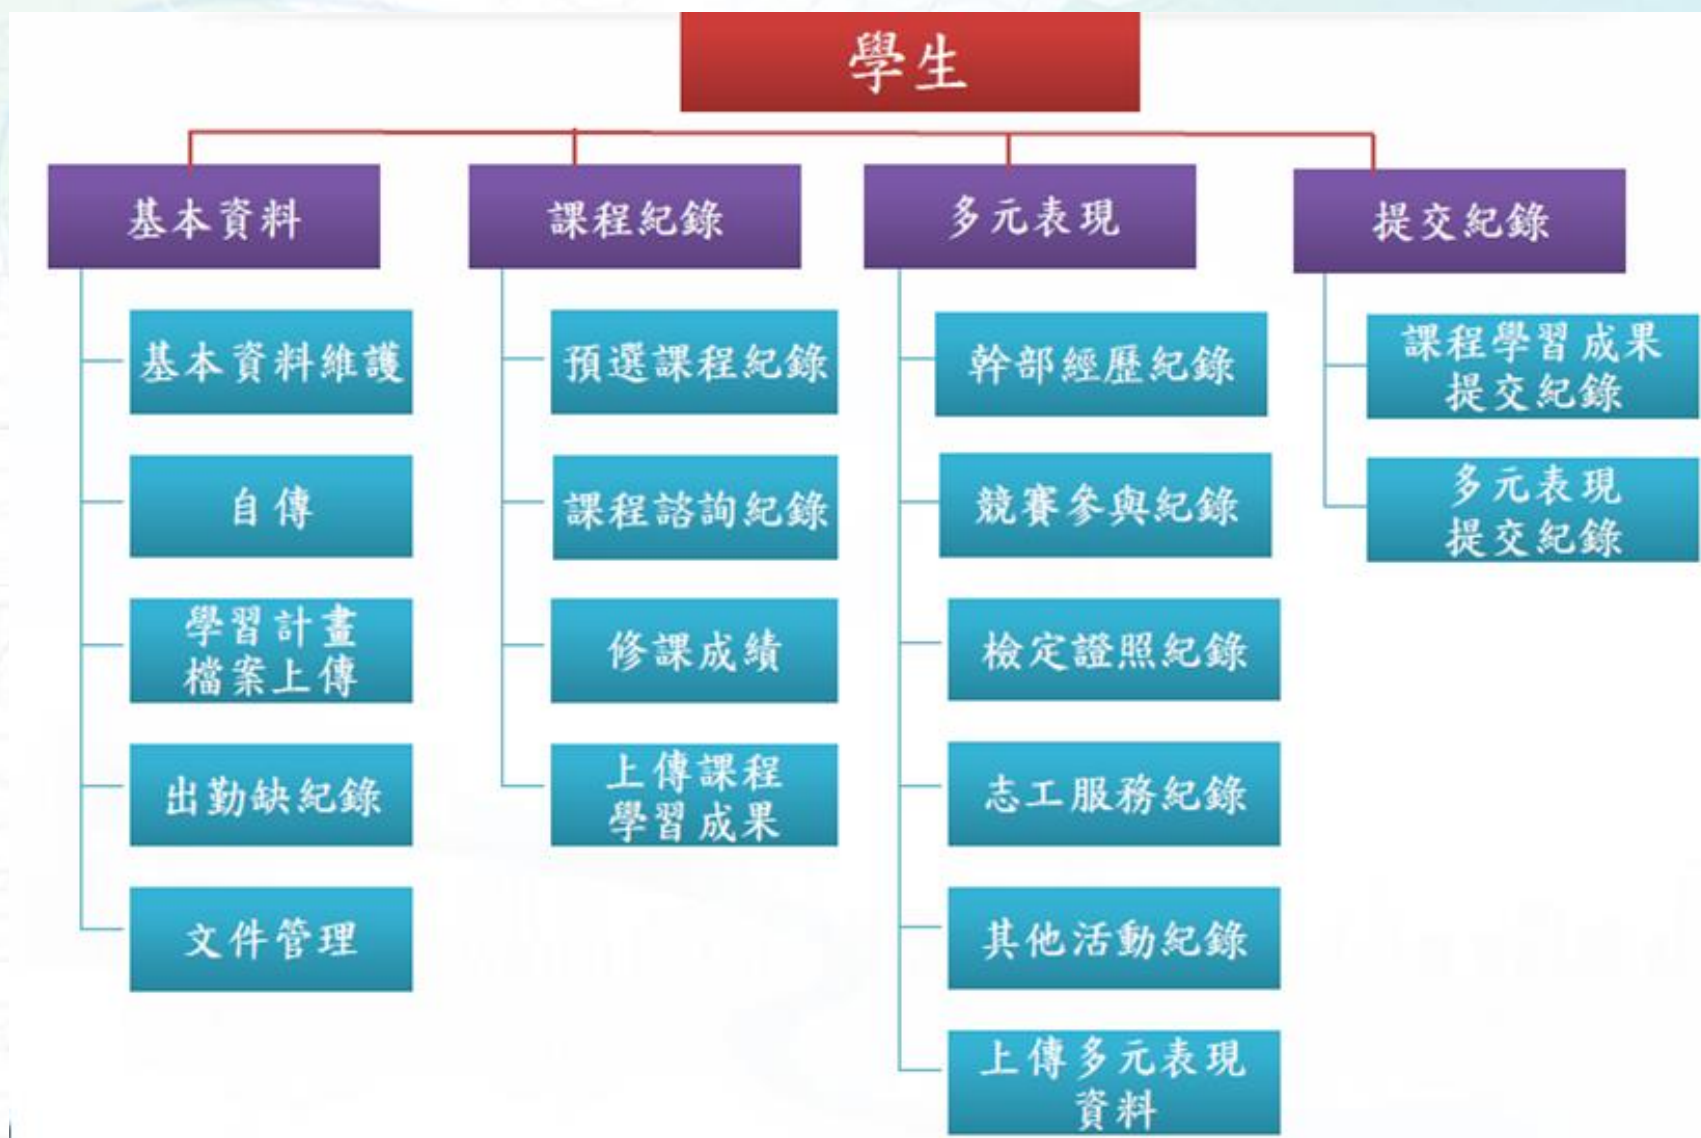 學生
基本資料
基本資料維護
自傳
學習計畫
檔案上傳
出勤缺紀錄
文件管理
課程紀錄
預選課程紀錄
課程諮詢紀錄
修課成績
上傳課程
學習成果
多元表現
幹部經歷紀錄
競賽參與紀錄
檢定證照紀錄
志工服務紀錄
其他活動紀錄
上傳多元表現
資料
提交紀錄
課程學習成果
提交紀錄
多元表現
提交紀錄